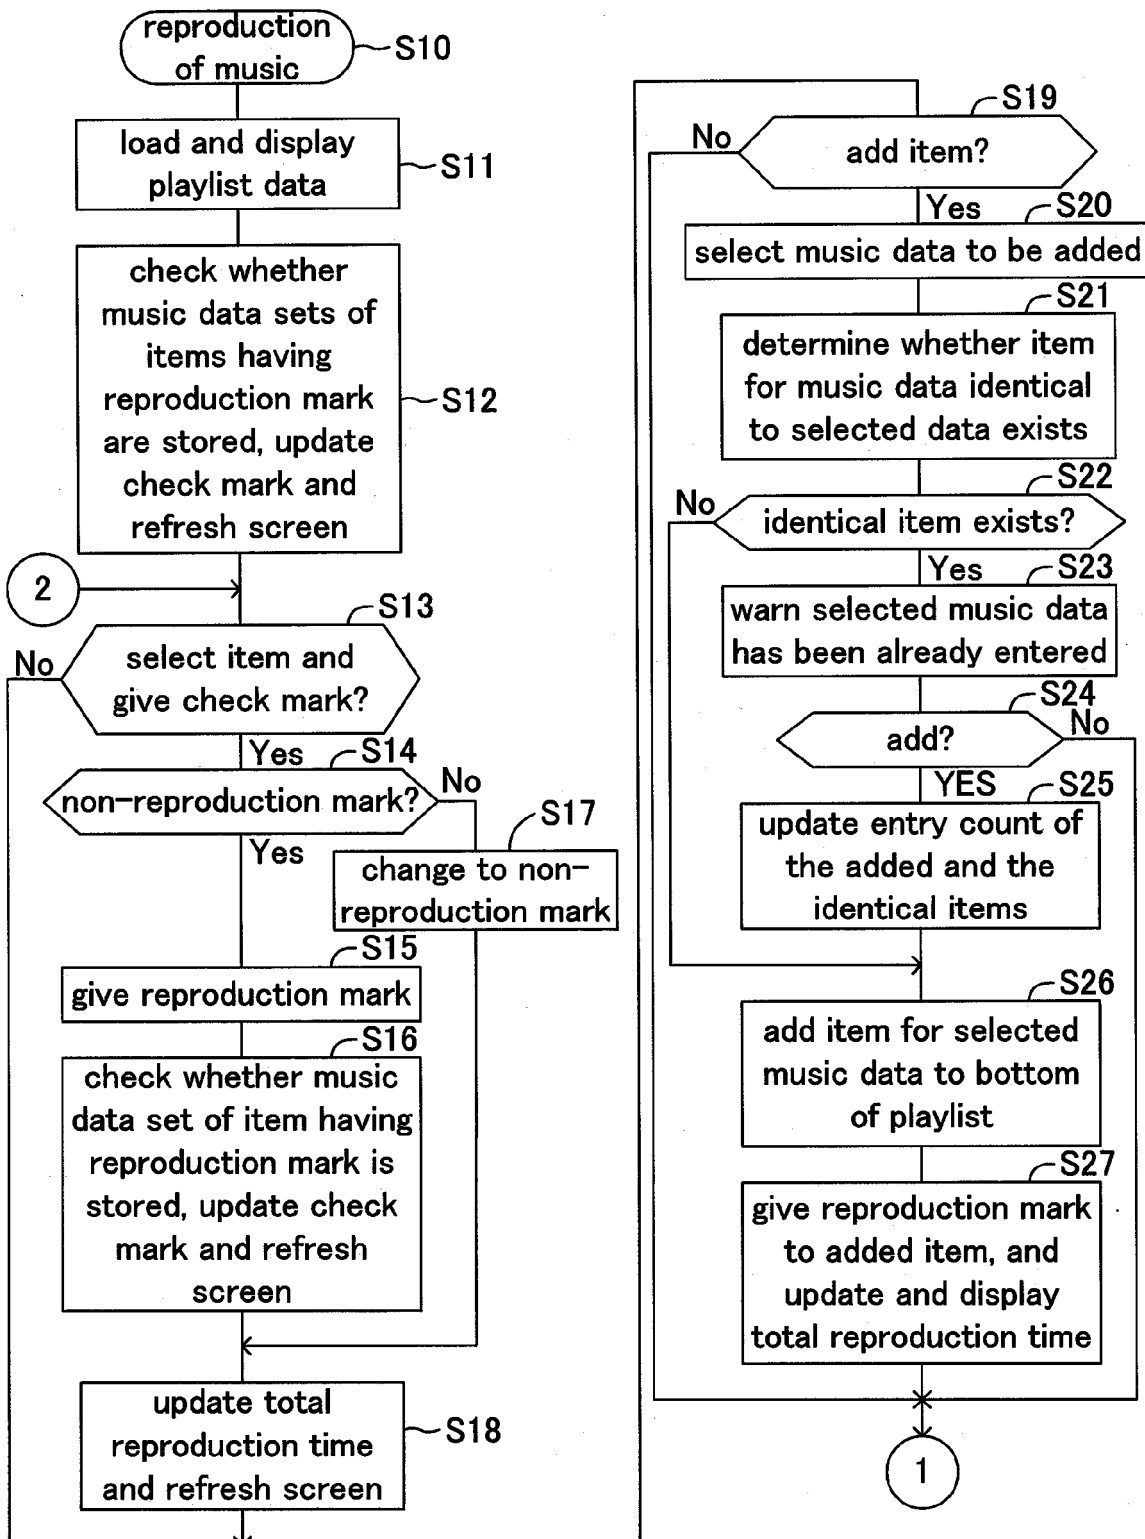 reproduction
of music
S10
load and display
playlist data
S11
check whether
music data sets of
items having
reproduction mark
are stored, update
check mark and
refresh screen
S12
2
S13
No
select item and
give check mark?
Yes
S14
non-reproduction mark?
No
Yes
S17
change to non-
reproduction mark
S15
give reproduction mark
S16
check whether music
data set of item having
reproduction mark is
stored, update check
mark and refresh
screen
update total
reproduction time
and refresh screen
S18
S19
No
add item?
Yes
S20
select music data to be added
S21
determine whether item
for music data identical
to selected data exists
S22
No
identical item exists?
Yes
S23
warn selected music data
has been already entered
S24
add?
No
YES
S25
update entry count of
the added and the
identical items
S26
add item for selected
music data to bottom
of playlist
S27
give reproduction mark
to added item, and
update and display
total reproduction time
1